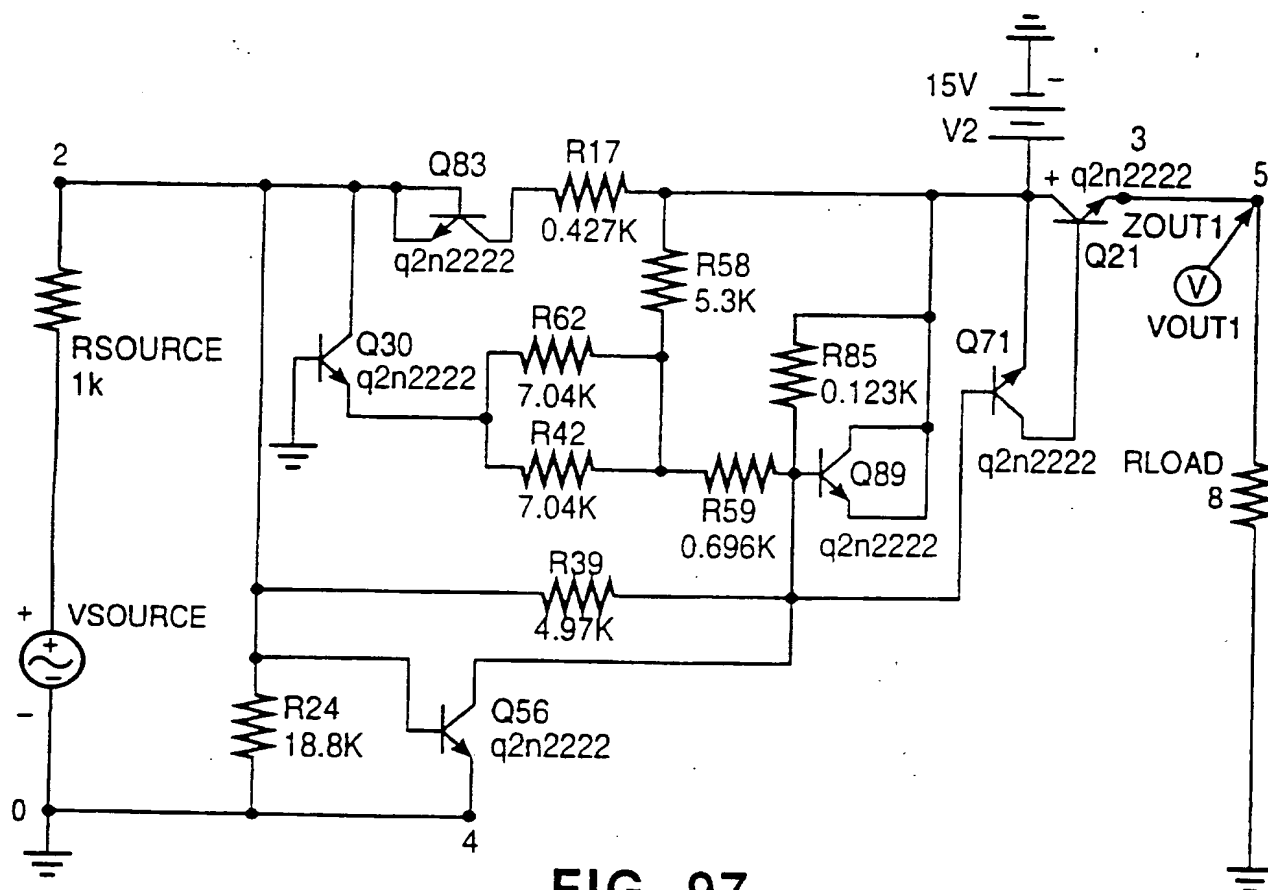 15V
V2
−
3
+
q2n2222
5
ZOUT1
Q21
V
VOUT1
2
Q83
q2n2222
R17
0.427K
R58
5.3K
RSOURCE
1k
Q30
q2n2222
R62
7.04K
R42
7.04K
R85
0.123K
Q71
q2n2222
Q89
q2n2222
R59
0.696K
RLOAD
8
R39
4.97K
+
VSOURCE
+
−
−
R24
18.8K
Q56
q2n2222
0
4
FIG. 97